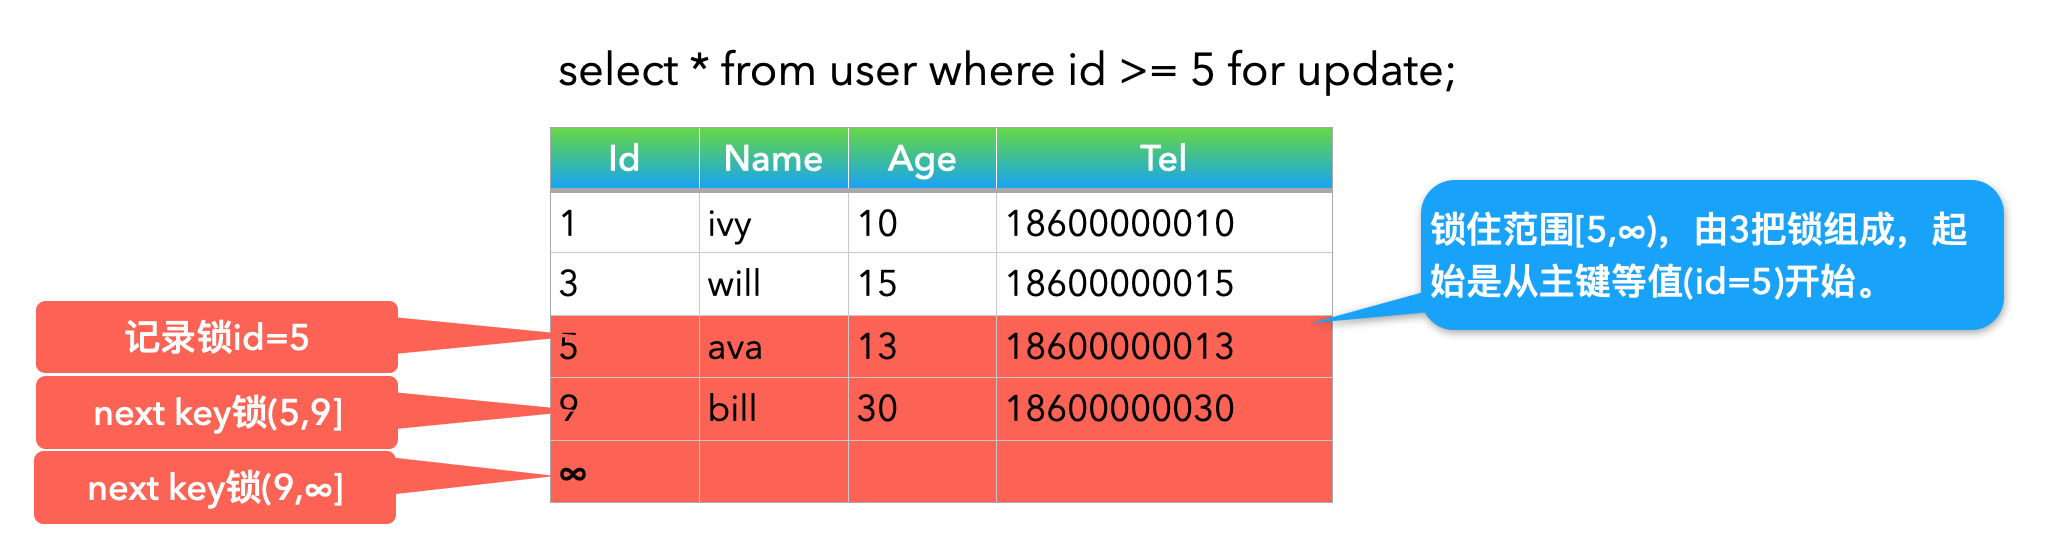 select * from user where id >= 5 for update;
Id Name Age Tel
1 ivy 10 18600000010
3 will 15 18600000015
5 ava 13 18600000013
9 bill 30 18600000030
∞
记录锁id=5
next key锁(5,9]
next key锁(9,∞]
锁住范围[5,∞)，由3把锁组成，起
始是从主键等值(id=5)开始。